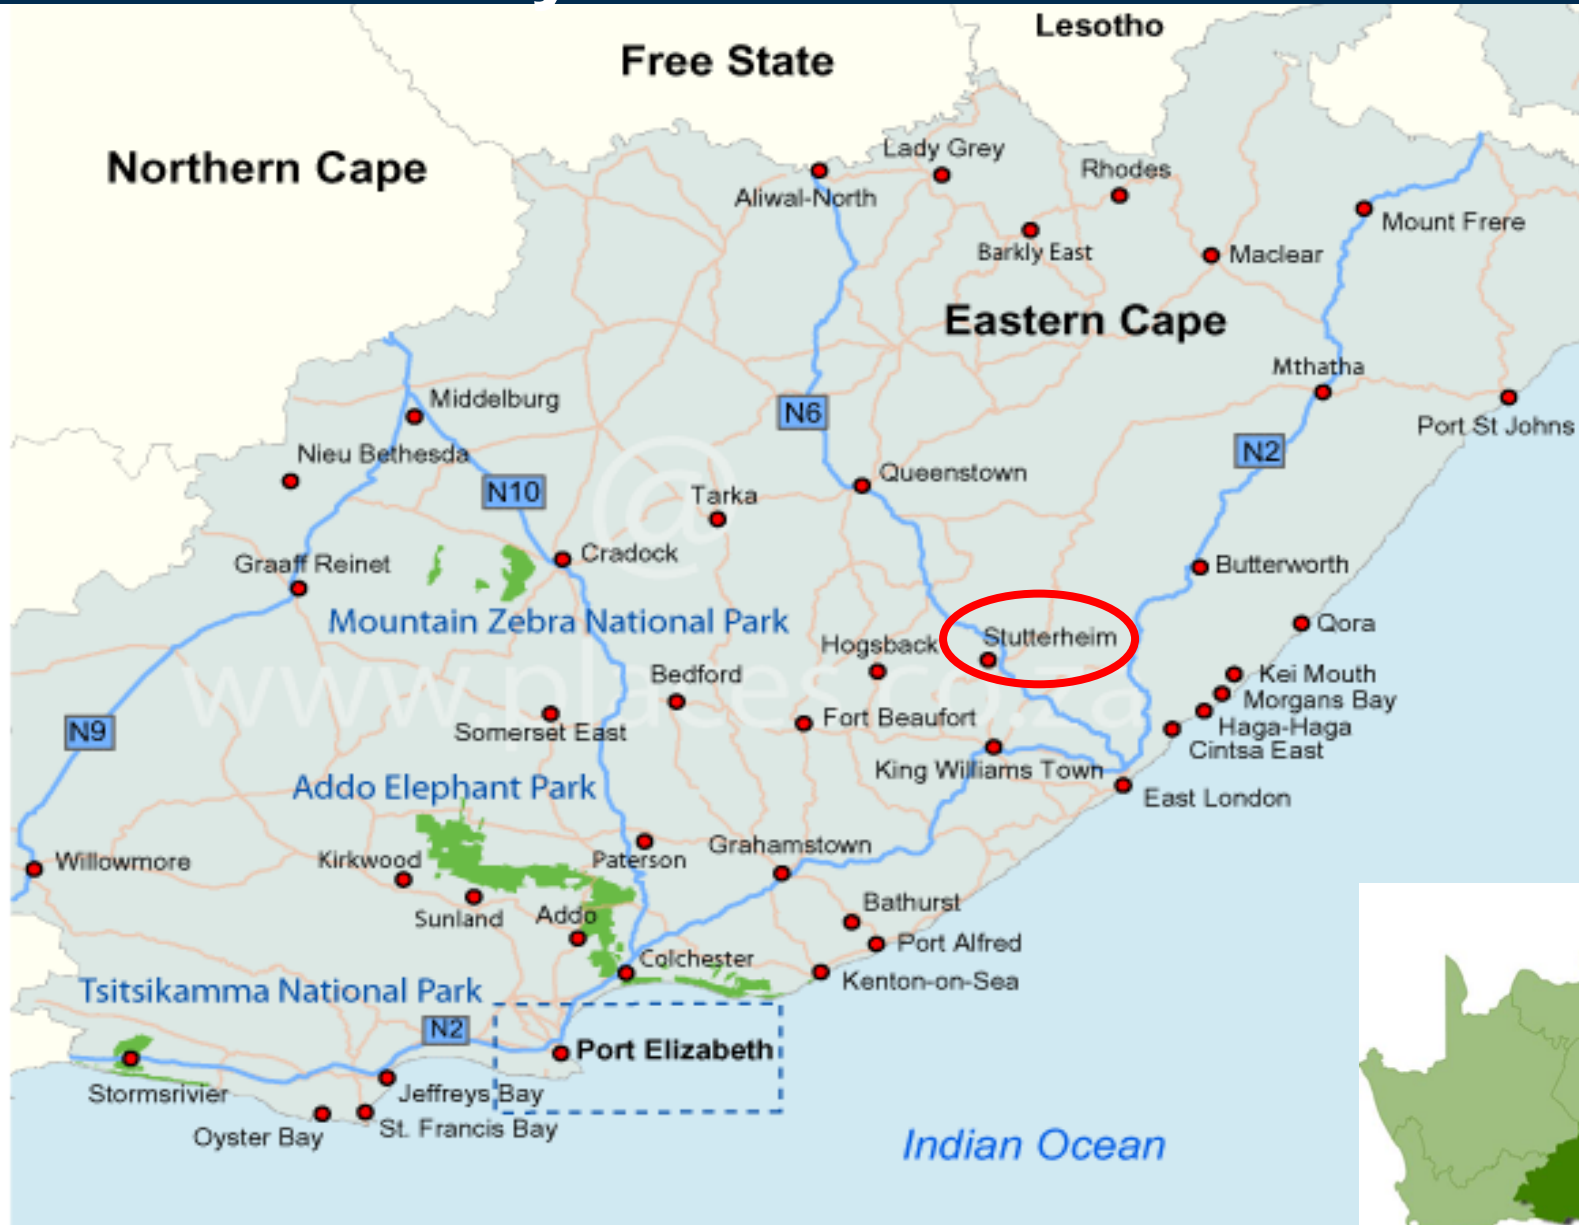 Lesotho
Free State
Northern Cape
Lady Grey
Rhodes
Aliwal-North
Mount Frere
Barkly East
Maclear
Eastern Cape
Mthatha
Middelburg
N6
Port St Johns
Nieu Bethesda
N2
Queenstown
N10
Tarka
@
Cradock
Graaff Reinet
Butterworth
Mountain Zebra National Park
Qora
Stutterheim
Hogsback
Bedford
Kei Mouth
www.places.co.za
Morgans Bay
Fort Beaufort
Haga-Haga
N9
Somerset East
Cintsa East
King Williams Town
Addo Elephant Park
East London
Grahamstown
Willowmore
Kirkwood
Paterson
Bathurst
Sunland
Addo
Port Alfred
Colchester
Kenton-on-Sea
Tsitsikamma National Park
N2
Port Elizabeth
Stormsrivier
Jeffreys Bay
St. Francis Bay
Oyster Bay
Indian Ocean